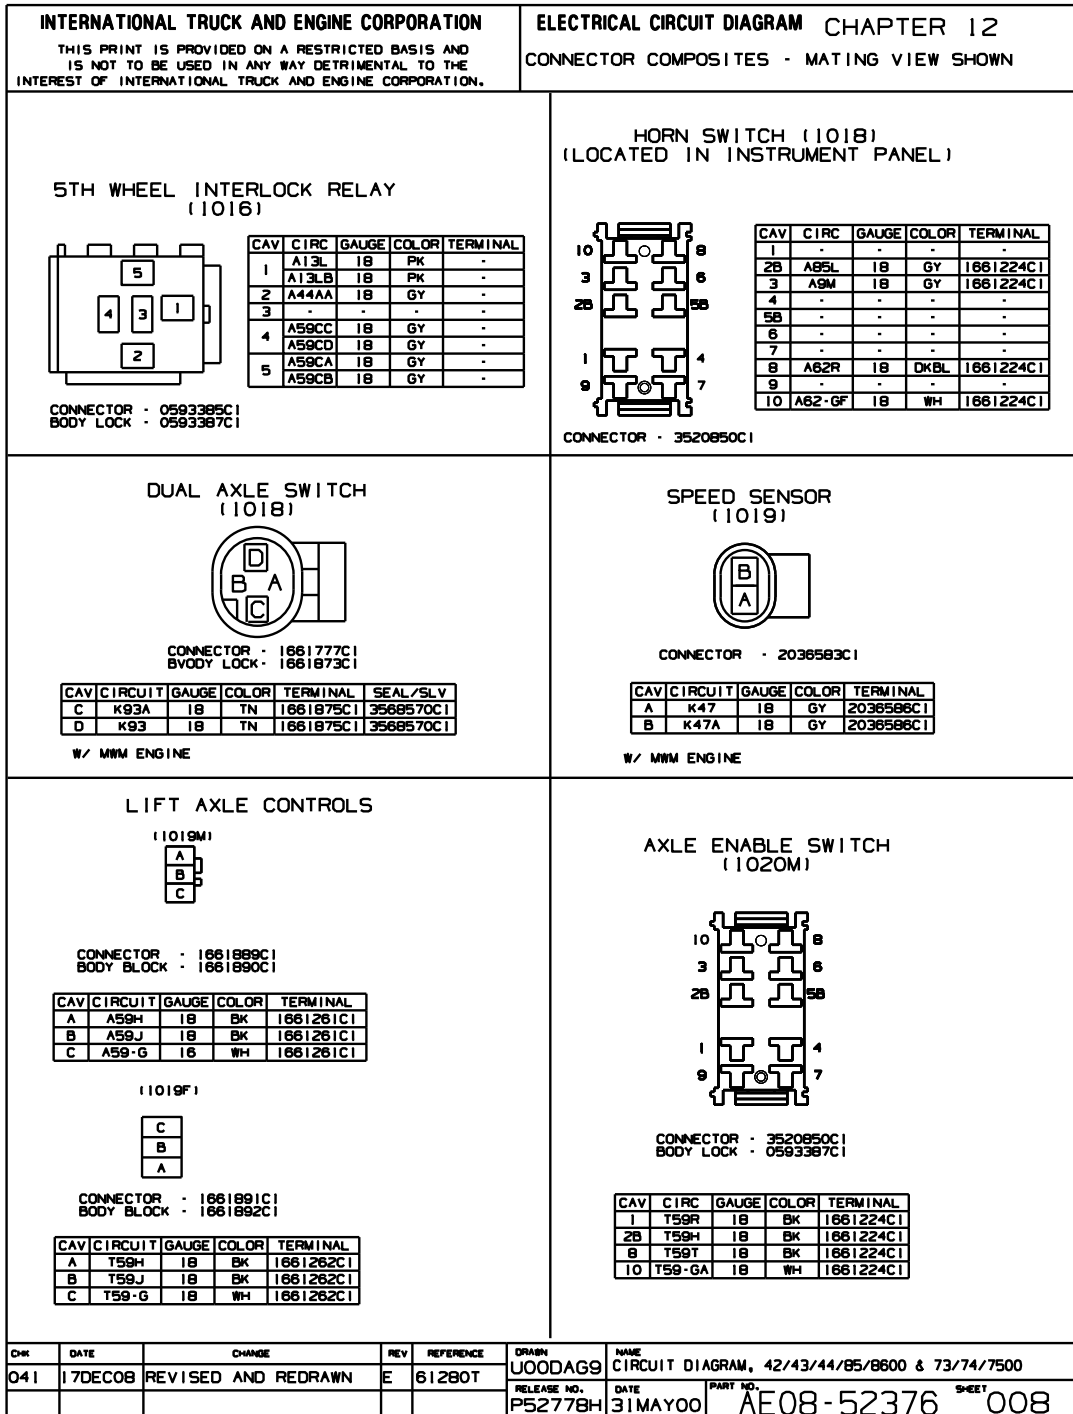 INTERNATIONAL TRUCK AND ENGINE CORPORATION
THIS PRINT IS PROVIDED ON A RESTRICTED BASIS AND
IS NOT TO BE USED IN ANY WAY DETRIMENTAL TO THE
INTEREST OF INTERNATIONAL TRUCK AND ENGINE CORPORATION.
ELECTRICAL CIRCUIT DIAGRAM CHAPTER 12
CONNECTOR COMPOSITES - MATING VIEW SHOWN
5TH WHEEL INTERLOCK RELAY
(1016)
5
4 3 1
2
CAV CIRC GAUGE COLOR TERMINAL
1 A13L 18 PK -
A13LB 18 PK -
2 A44AA 18 GY -
3 - - - -
4 A59CC 18 GY -
A59CD 18 GY -
5 A59CA 18 GY -
A59CB 18 GY -
CONNECTOR - 0593385C1
BODY LOCK - 0593387C1
HORN SWITCH (1018)
(LOCATED IN INSTRUMENT PANEL)
10 8
3 6
2B 5B
1 4
9 7
CAV CIRC GAUGE COLOR TERMINAL
1 - - - -
2B A85L 18 GY 1661224C1
3 A9M 18 GY 1661224C1
4 - - - -
5B - - - -
6 - - - -
7 - - - -
8 A62R 18 DKBL 1661224C1
9 - - - -
10 A62-GF 18 WH 1661224C1
CONNECTOR - 3520850C1
DUAL AXLE SWITCH
(1018)
D
B A
C
CONNECTOR - 1661777C1
BVODY LOCK- 1661873C1
CAV CIRCUIT GAUGE COLOR TERMINAL SEAL/SLV
C K93A 18 TN 1661875C1 3568570C1
D K93 18 TN 1661875C1 3568570C1
W/ MWM ENGINE
SPEED SENSOR
(1019)
B
A
CONNECTOR - 2036583C1
CAV CIRCUIT GAUGE COLOR TERMINAL
A K47 18 GY 2036586C1
B K47A 18 GY 2036586C1
W/ MWM ENGINE
LIFT AXLE CONTROLS
(1019M)
A
B
C
CONNECTOR - 1661889C1
BODY BLOCK - 1661890C1
CAV CIRCUIT GAUGE COLOR TERMINAL
A A59H 18 BK 1661261C1
B A59J 18 BK 1661261C1
C A59-G 16 WH 1661261C1
(1019F)
C
B
A
CONNECTOR - 1661891C1
BODY BLOCK - 1661892C1
CAV CIRCUIT GAUGE COLOR TERMINAL
A T59H 18 BK 1661262C1
B T59J 18 BK 1661262C1
C T59-G 18 WH 1661262C1
AXLE ENABLE SWITCH
(1020M)
10 8
3 6
2B 5B
1 4
9 7
CONNECTOR - 3520850C1
BODY LOCK - 0593387C1
CAV CIRC GAUGE COLOR TERMINAL
1 T59R 18 BK 1661224C1
2B T59H 18 BK 1661224C1
8 T59T 18 BK 1661224C1
10 T59-GA 18 WH 1661224C1
CHK DATE CHANGE REV REFERENCE
041 17DEC08 REVISED AND REDRAWN E 61280T
DRAWN
U00DAG9
NAME
CIRCUIT DIAGRAM, 42/43/44/85/8600 & 73/74/7500
RELEASE NO.
P52778H
DATE
31MAY00
PART NO.
AE08-52376
SHEET
008